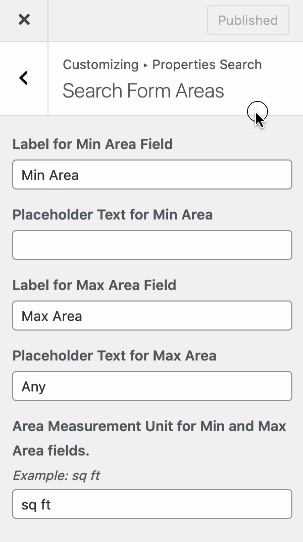 Published
Customizing ▸ Properties Search
Search Form Areas
Label for Min Area Field
Min Area
Placeholder Text for Min Area
Label for Max Area Field
Max Area
Placeholder Text for Max Area
Any
Area Measurement Unit for Min and Max
Area fields.
Example: sq ft
sq ft